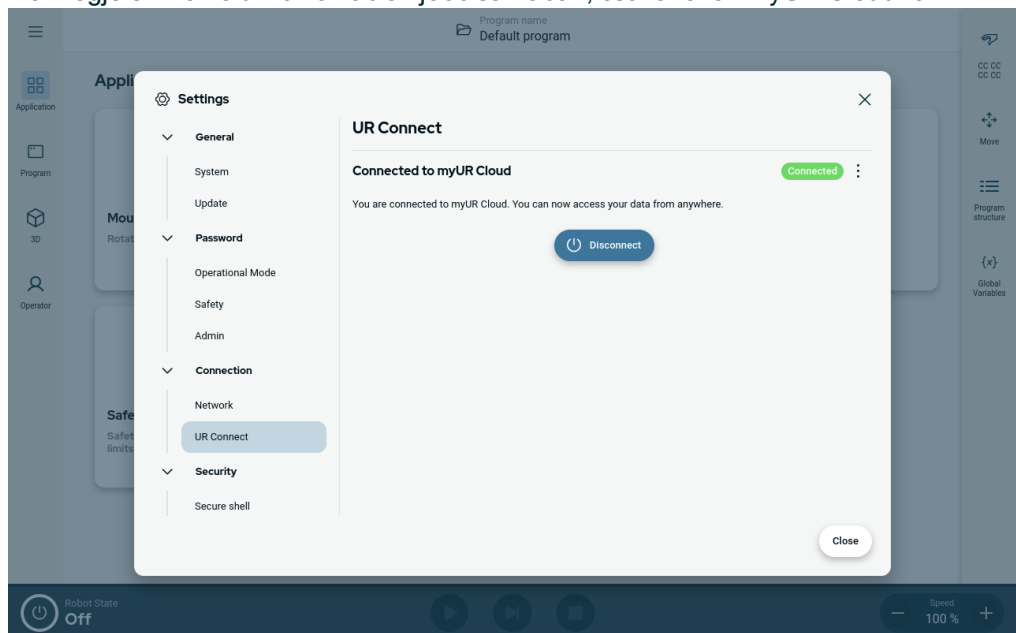 Program name
Default program
Application
CC CC
CC CC
Move
Program
Program
structure
3D
{x}
Global
Variables
Operator
Appli
Mou
Rotat
Safe
Safet
limits
Settings
General
System
Update
Password
Operational Mode
Safety
Admin
Connection
Network
UR Connect
Security
Secure shell
UR Connect
Connected to myUR Cloud
Connected
You are connected to myUR Cloud. You can now access your data from anywhere.
Disconnect
Close
Robot State
Off
Speed
100 %